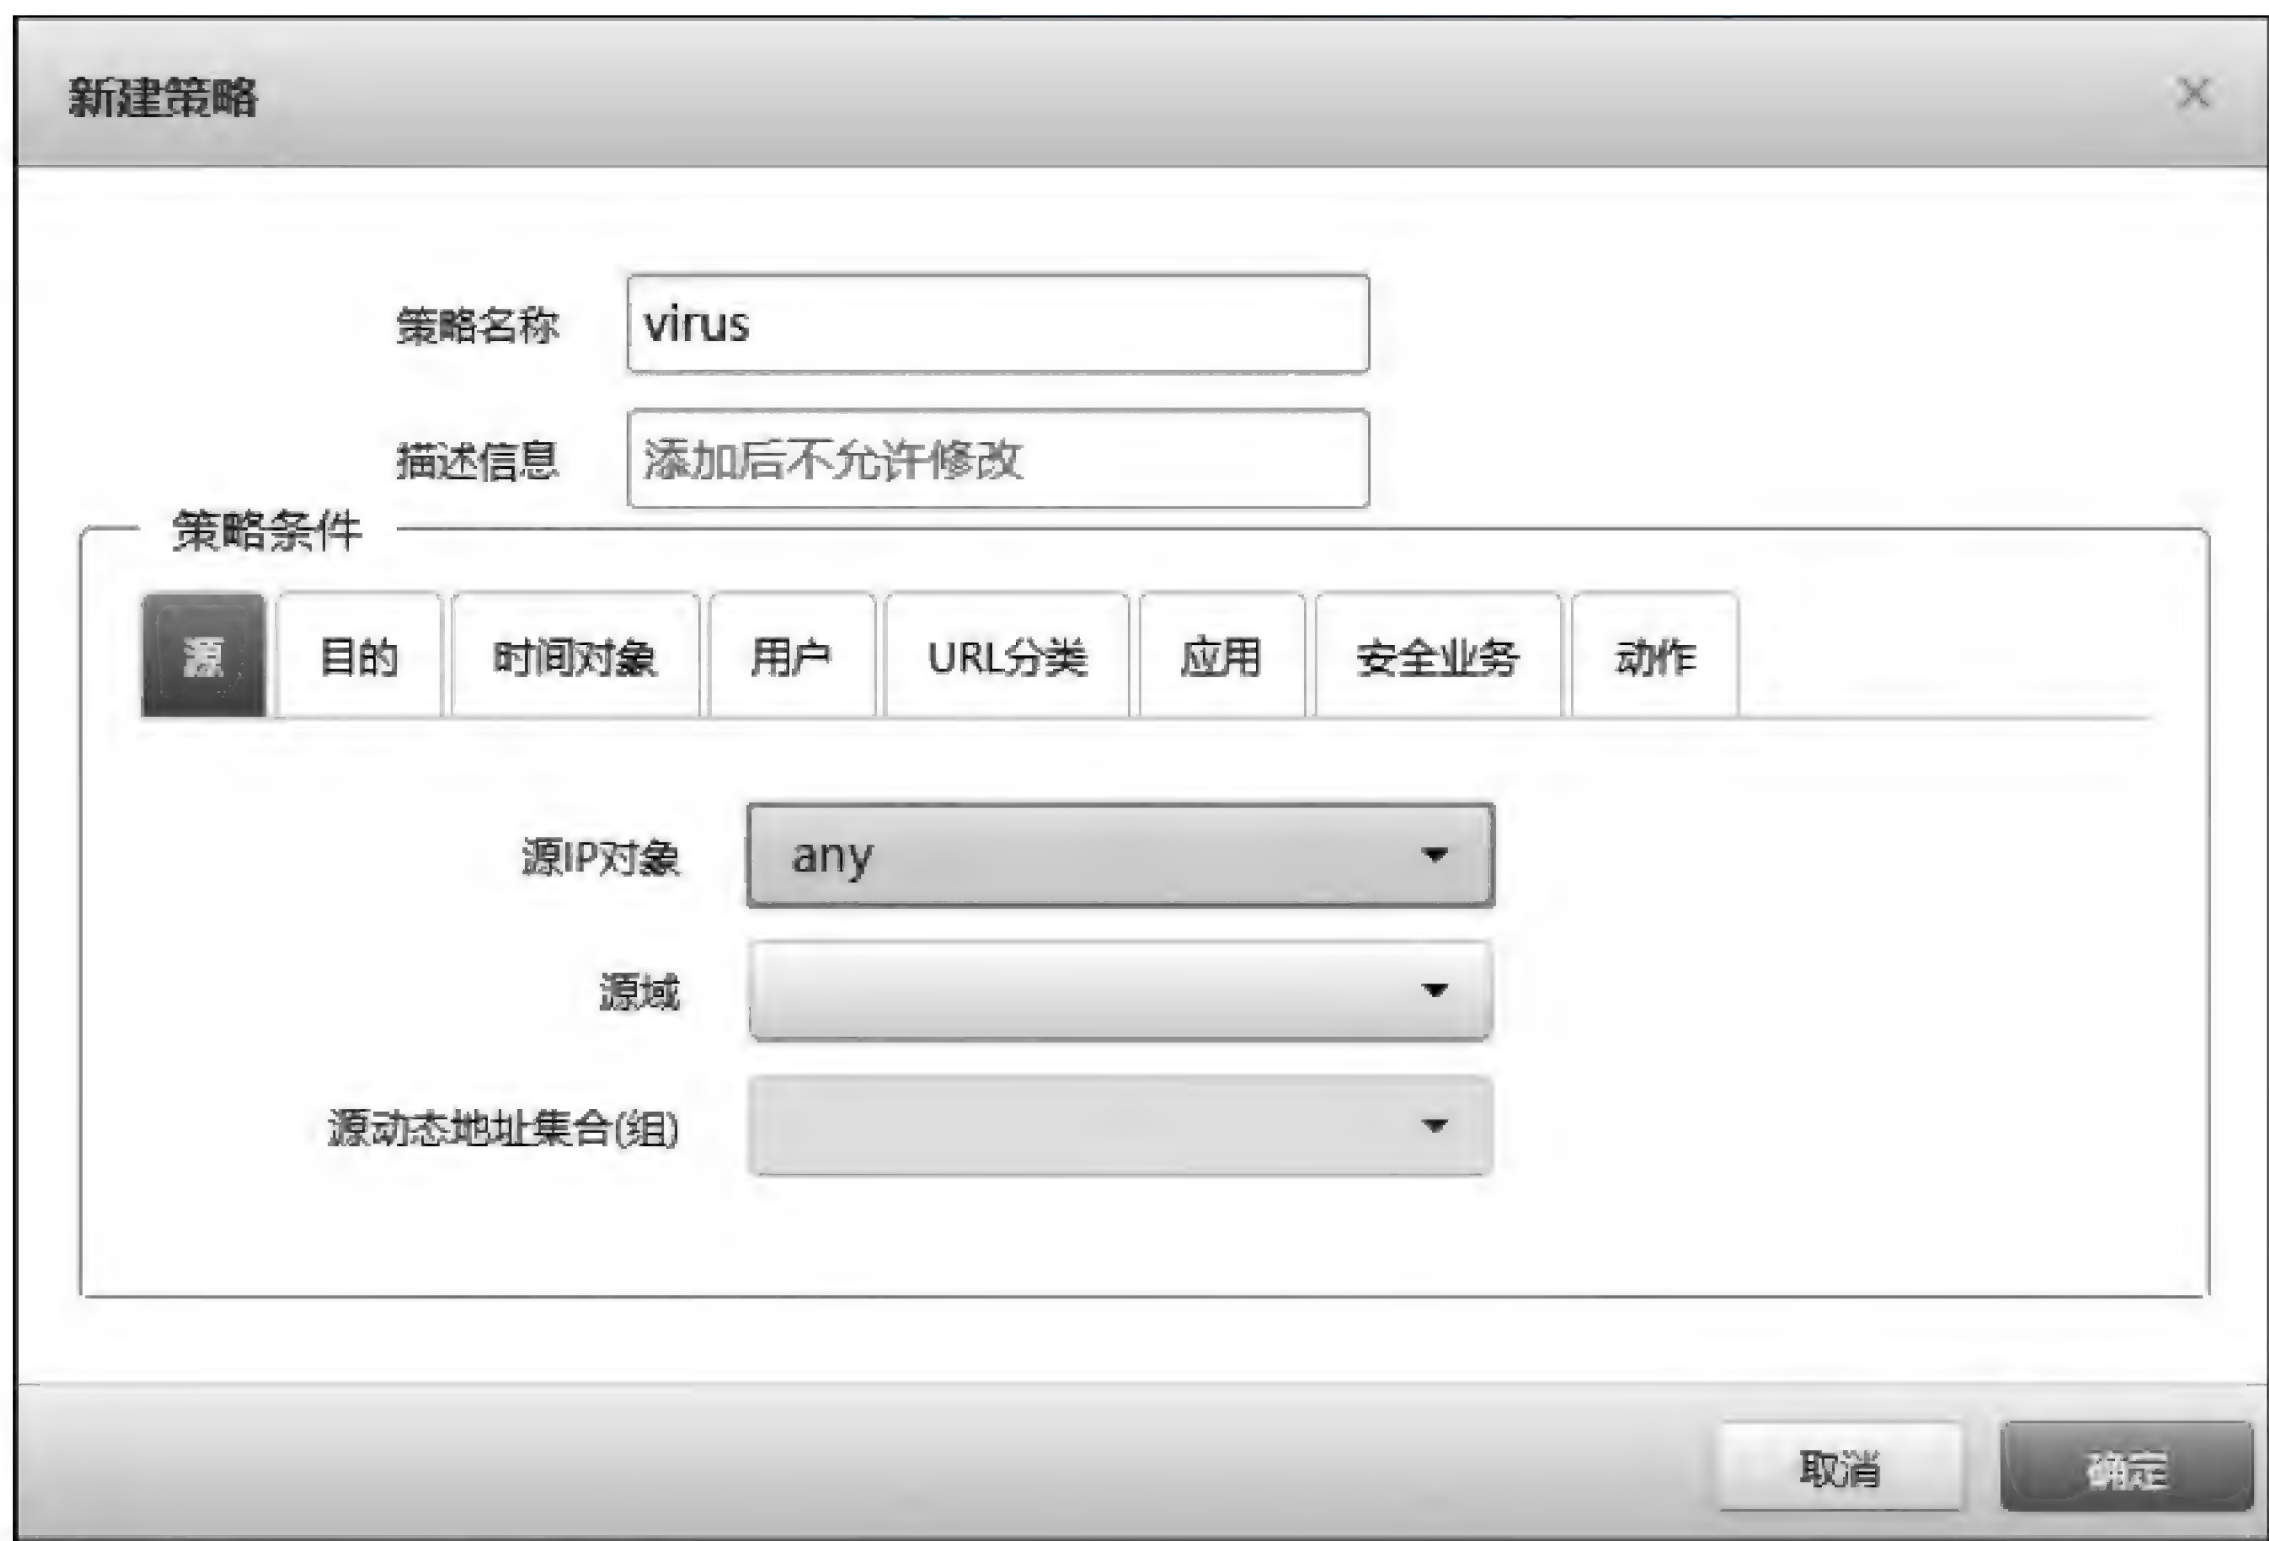 新建策略
策略名称 virus
描述信息 添加后不允许修改
策略条件
源 目的 时间对象 用户 URL分类 应用 安全业务 动作
源IP对象 any
源域
源动态地址集合(组)
取消 确定